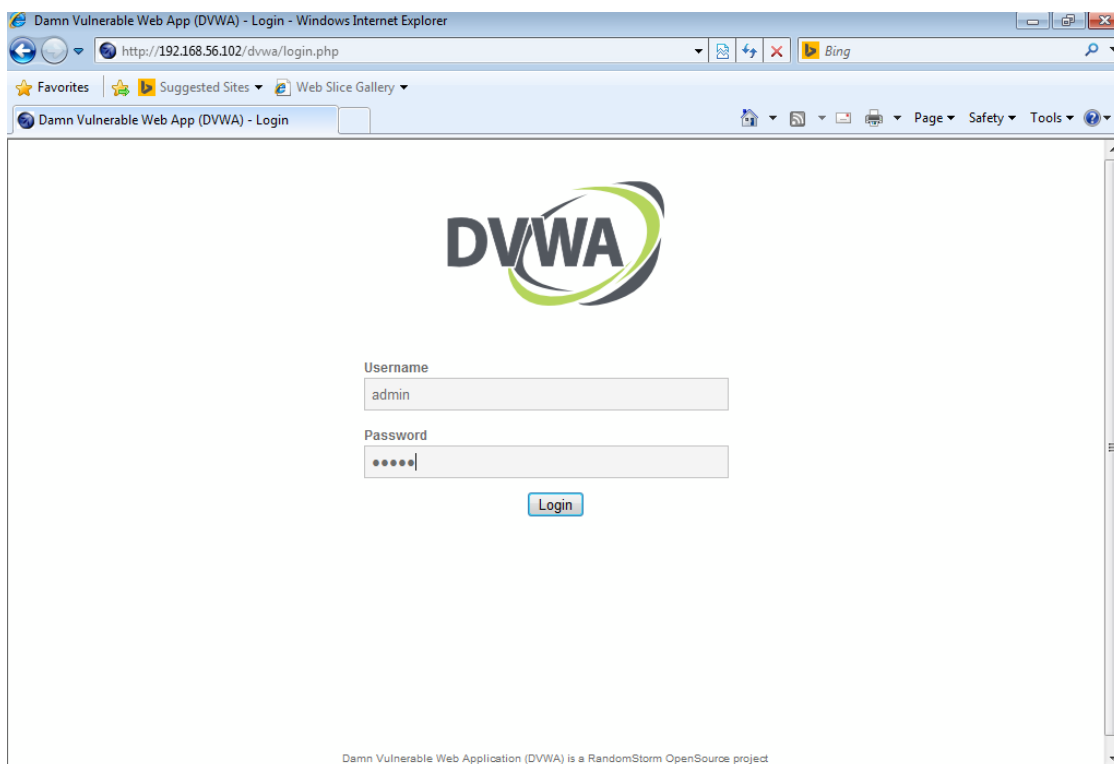 Damn Vulnerable Web App (DVWA) - Login - Windows Internet Explorer
http://192.168.56.102/dvwa/login.php
Bing
Favorites
Suggested Sites
Web Slice Gallery
Damn Vulnerable Web App (DVWA) - Login
Page
Safety
Tools
DVWA
Username
admin
Password
•••••
Login
Damn Vulnerable Web Application (DVWA) is a RandomStorm OpenSource project